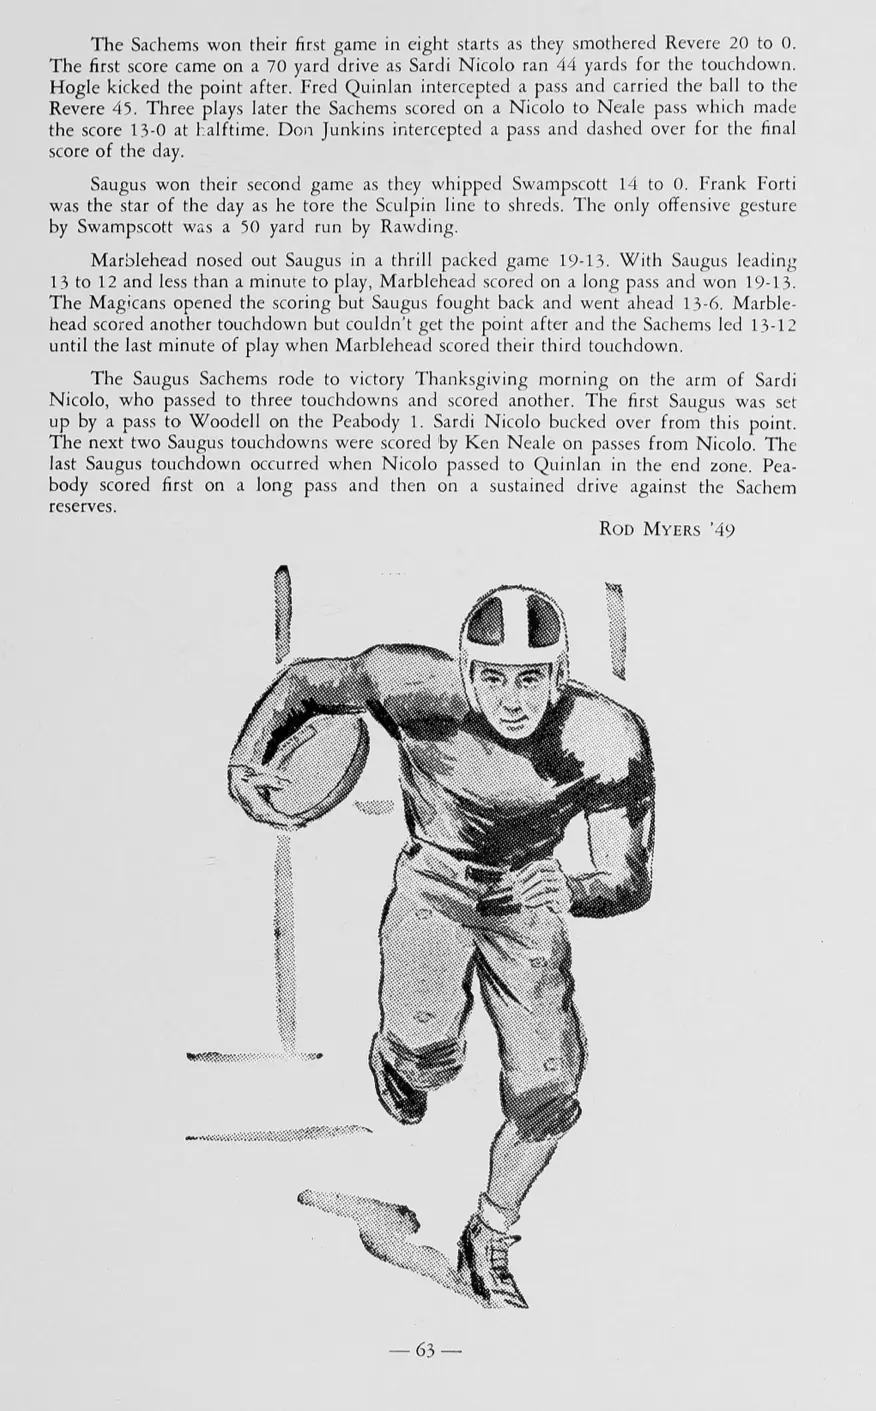 The Sachems won their first game in eight starts as they smothered Revere 20 to 0.
The first score came on a 70 yard drive as Sardi Nicolo ran 44 yards for the touchdown.
Hogle kicked the point after. Fred Quinlan intercepted a pass and carried the ball to the
Revere 45. Three plays later the Sachems scored on a Nicolo to Neale pass which made
the score 13-0 at halftime. Don Junkins intercepted a pass and dashed over for the final
score of the day.
Saugus won their second game as they whipped Swampscott 14 to 0. Frank Forti
was the star of the day as he tore the Sculpin line to shreds. The only offensive gesture
by Swampscott was a 50 yard run by Rawding.
Marblehead nosed out Saugus in a thrill packed game 19-13. With Saugus leading
13 to 12 and less than a minute to play, Marblehead scored on a long pass and won 19-13.
The Magicans opened the scoring but Saugus fought back and went ahead 13-6. Marble-
head scored another touchdown but couldn't get the point after and the Sachems led 13-12
until the last minute of play when Marblehead scored their third touchdown.
The Saugus Sachems rode to victory Thanksgiving morning on the arm of Sardi
Nicolo, who passed to three touchdowns and scored another. The first Saugus was set
up by a pass to Woodell on the Peabody 1. Sardi Nicolo bucked over from this point.
The next two Saugus touchdowns were scored by Ken Neale on passes from Nicolo. The
last Saugus touchdown occurred when Nicolo passed to Quinlan in the end zone. Pea-
body scored first on a long pass and then on a sustained drive against the Sachem
reserves.
ROD MYERS '49
— 63 —